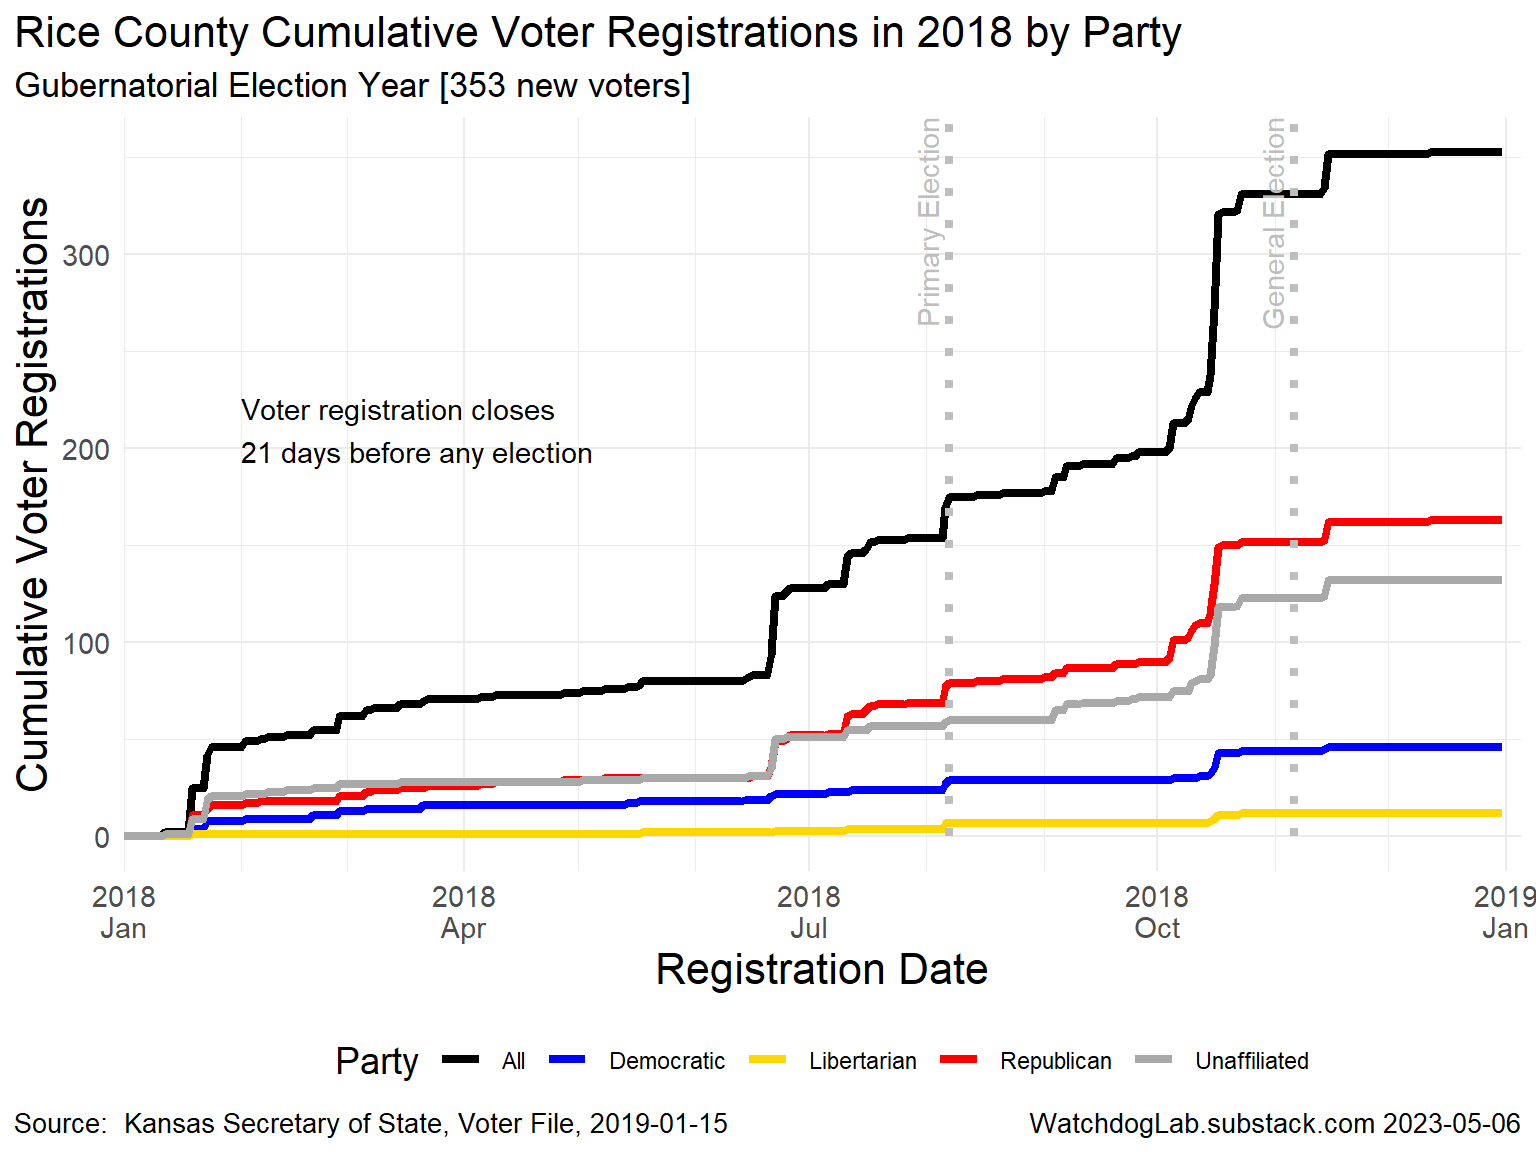 Rice County Cumulative Voter Registrations in 2018 by Party
Gubernatorial Election Year [353 new voters]
Cumulative Voter Registrations
300
200
100
0
Primary Election
General Election
Voter registration closes
21 days before any election
2018
Jan
2018
Apr
2018
Jul
2018
Oct
2019
Jan
Registration Date
Party
All
Democratic
Libertarian
Republican
Unaffiliated
Source:  Kansas Secretary of State, Voter File, 2019-01-15
WatchdogLab.substack.com 2023-05-06